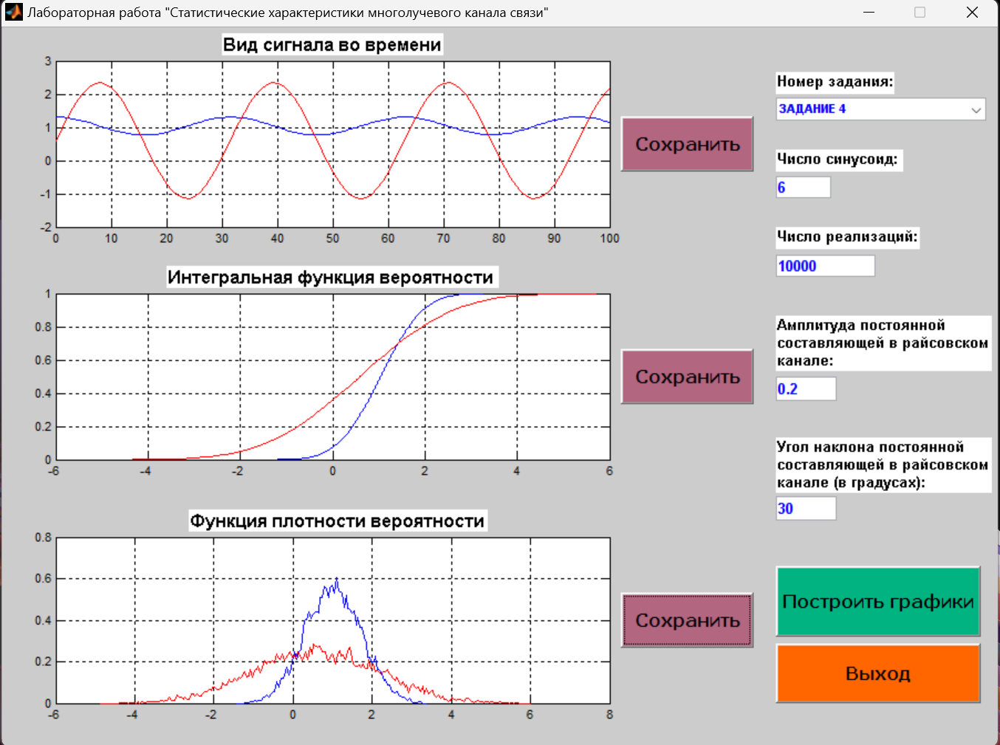 Лабораторная работа "Статистические характеристики многолучевого канала связи"
Вид сигнала во времени
3
2
1
0
-1
-2
0 10 20 30 40 50 60 70 80 90 100
Сохранить
Интегральная функция вероятности
1
0.8
0.6
0.4
0.2
0
-6 -4 -2 0 2 4 6
Сохранить
Функция плотности вероятности
0.8
0.6
0.4
0.2
0
-6 -4 -2 0 2 4 6 8
Сохранить
Номер задания:
ЗАДАНИЕ 4
Число синусоид:
6
Число реализаций:
10000
Амплитуда постоянной
составляющей в райсовском
канале:
0.2
Угол наклона постоянной
составляющей в райсовском
канале (в градусах):
30
Построить графики
Выход